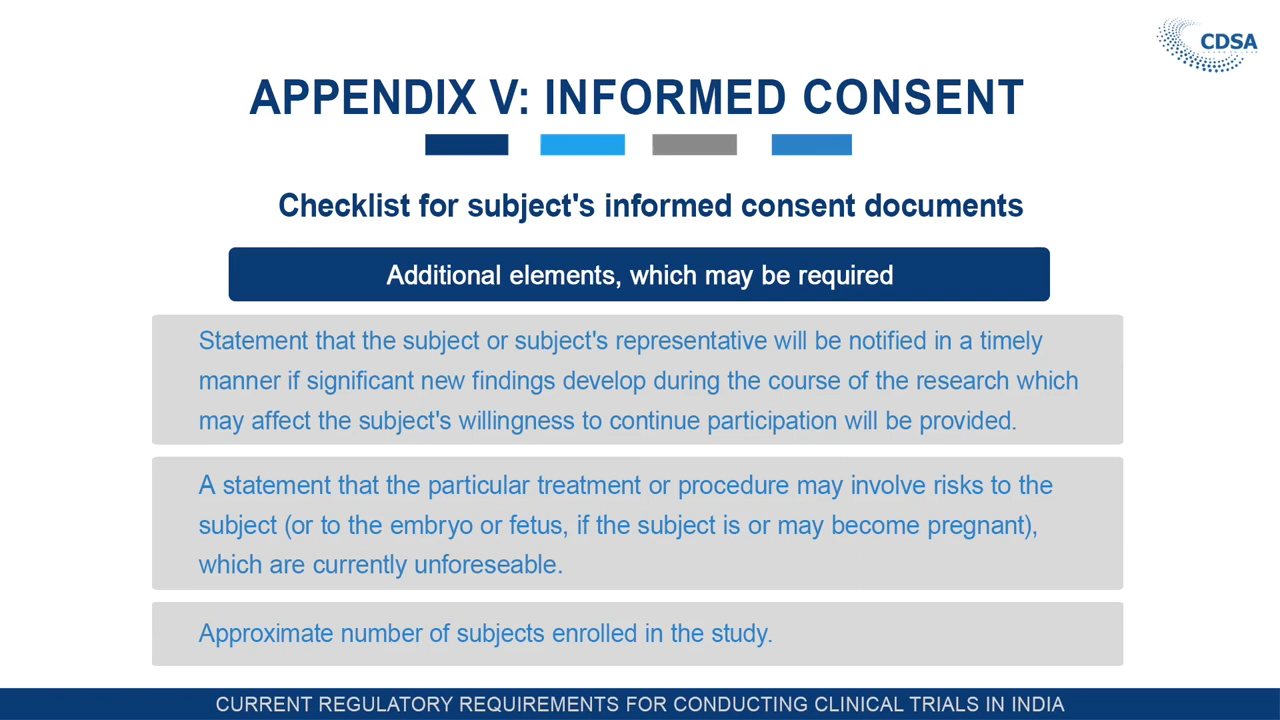 CDSA
APPENDIX V: INFORMED CONSENT
Checklist for subject's informed consent documents
Additional elements, which may be required
Statement that the subject or subject's representative will be notified in a timely
manner if significant new findings develop during the course of the research which
may affect the subject's willingness to continue participation will be provided.
A statement that the particular treatment or procedure may involve risks to the
subject (or to the embryo or fetus, if the subject is or may become pregnant),
which are currently unforeseable.
Approximate number of subjects enrolled in the study.
CURRENT REGULATORY REQUIREMENTS FOR CONDUCTING CLINICAL TRIALS IN INDIA